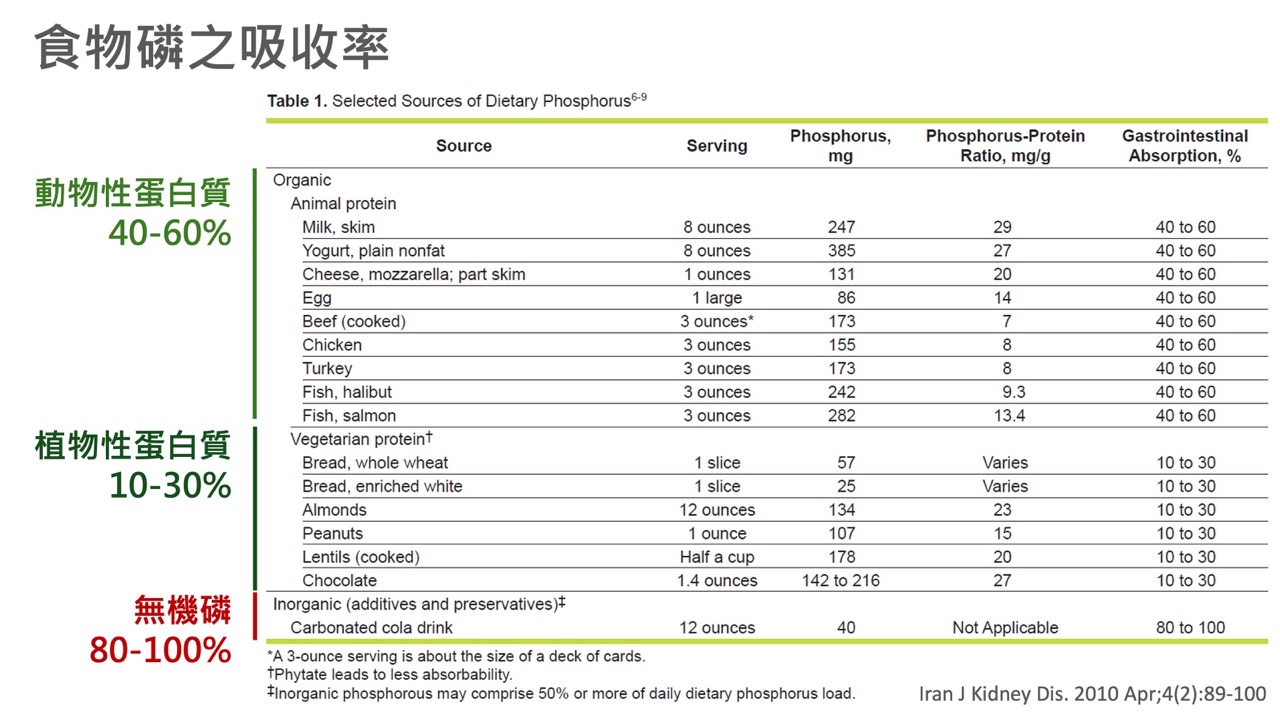 食物磷之吸收率
Table 1. Selected Sources of Dietary Phosphorus6-9
Source Serving Phosphorus, mg Phosphorus-Protein Ratio, mg/g Gastrointestinal Absorption, %
動物性蛋白質
40-60%
Organic
Animal protein
Milk, skim 8 ounces 247 29 40 to 60
Yogurt, plain nonfat 8 ounces 385 27 40 to 60
Cheese, mozzarella; part skim 1 ounces 131 20 40 to 60
Egg 1 large 86 14 40 to 60
Beef (cooked) 3 ounces* 173 7 40 to 60
Chicken 3 ounces 155 8 40 to 60
Turkey 3 ounces 173 8 40 to 60
Fish, halibut 3 ounces 242 9.3 40 to 60
Fish, salmon 3 ounces 282 13.4 40 to 60
植物性蛋白質
10-30%
Vegetarian protein†
Bread, whole wheat 1 slice 57 Varies 10 to 30
Bread, enriched white 1 slice 25 Varies 10 to 30
Almonds 12 ounces 134 23 10 to 30
Peanuts 1 ounce 107 15 10 to 30
Lentils (cooked) Half a cup 178 20 10 to 30
Chocolate 1.4 ounces 142 to 216 27 10 to 30
無機磷
80-100%
Inorganic (additives and preservatives)‡
Carbonated cola drink 12 ounces 40 Not Applicable 80 to 100
*A 3-ounce serving is about the size of a deck of cards.
†Phytate leads to less absorbability.
‡Inorganic phosphorous may comprise 50% or more of daily dietary phosphorus load.
Iran J Kidney Dis. 2010 Apr;4(2):89-100